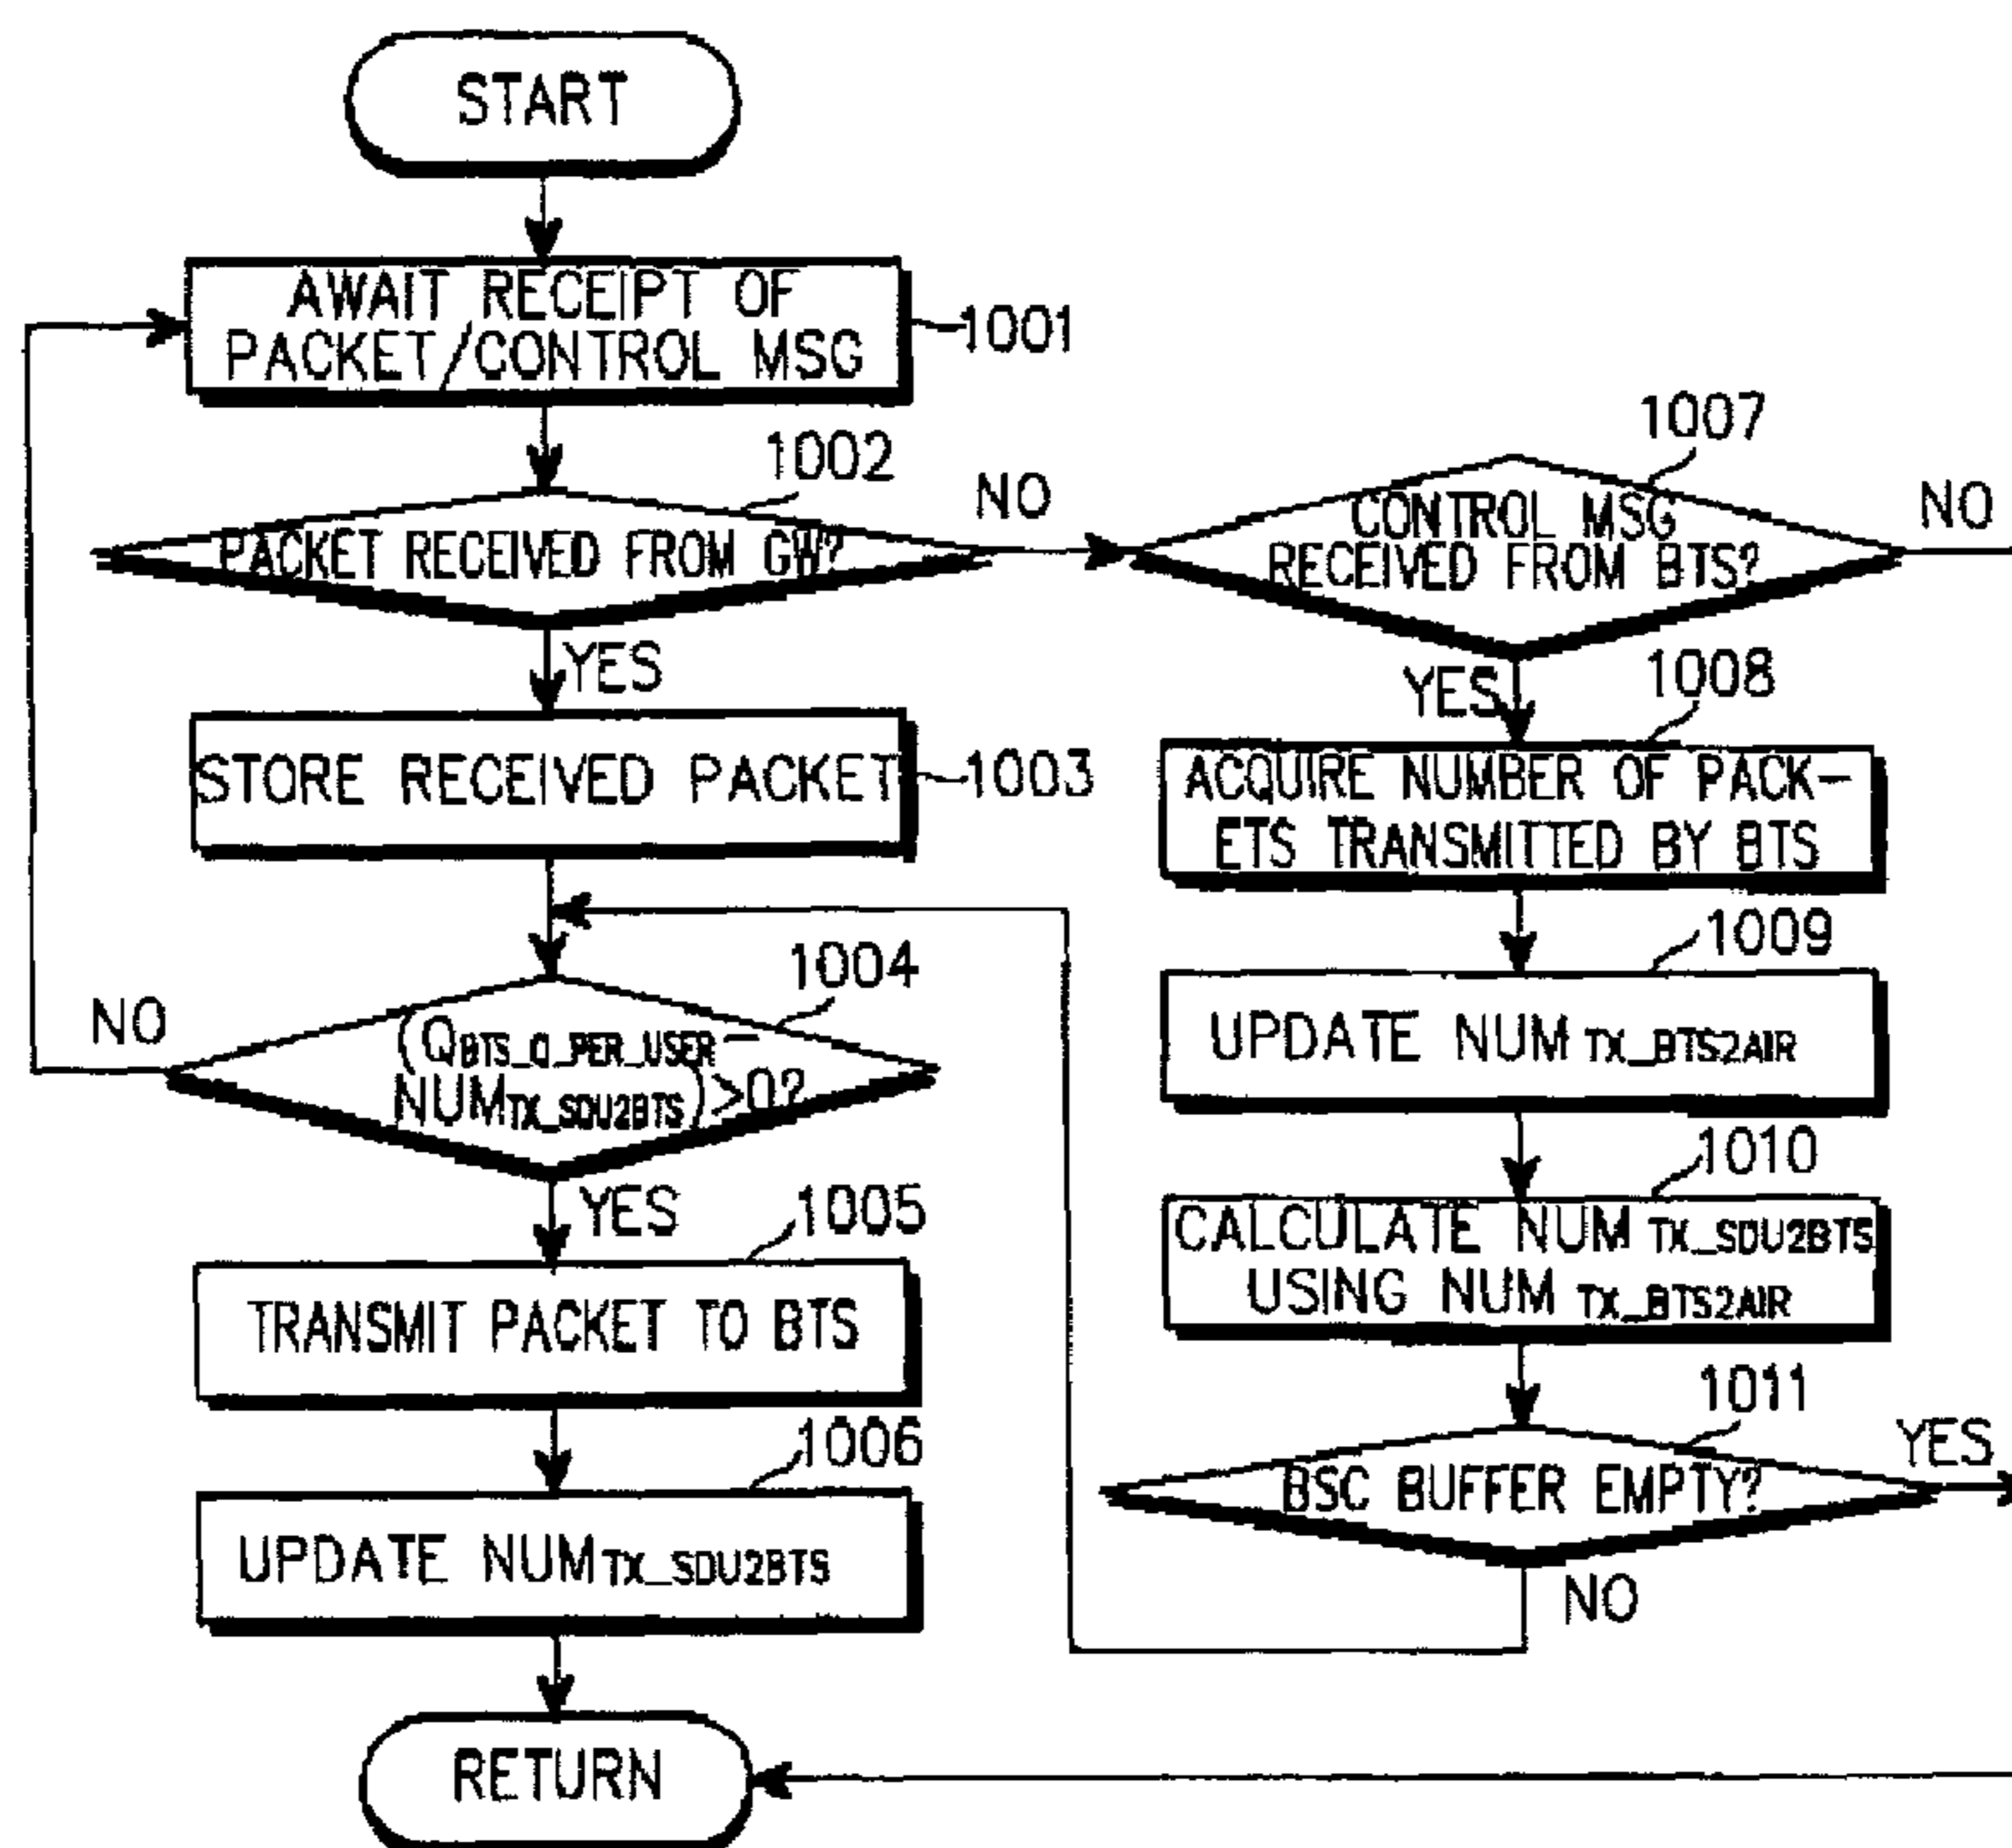 START
AWAIT RECEIPT OF
PACKET/CONTROL MSG
1001
1002
PACKET RECEIVED FROM GW?
NO
YES
STORE RECEIVED PACKET
1003
1004
(QBTS_Q_PER_USER−
NUMTX_SDU2BTS)>0?
NO
YES
1005
TRANSMIT PACKET TO BTS
1006
UPDATE NUMTX_SDU2BTS
RETURN
1007
CONTROL MSG
RECEIVED FROM BTS?
NO
YES
1008
ACQUIRE NUMBER OF PACK-
ETS TRANSMITTED BY BTS
1009
UPDATE NUM TX_BTS2AIR
1010
CALCULATE NUM TX_SDU2BTS
USING NUM TX_BTS2AIR
1011
BSC BUFFER EMPTY?
YES
NO